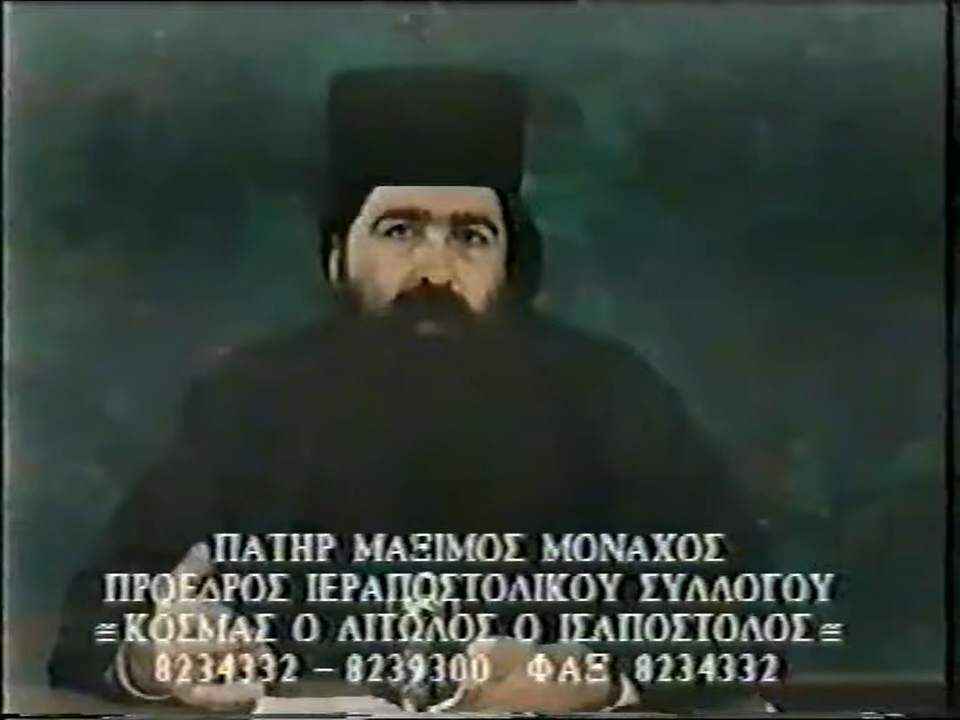 ΠΑΤΗΡ ΜΑΞΙΜΟΣ ΜΟΝΑΧΟΣ
ΠΡΟΕΔΡΟΣ ΙΕΡΑΠΟΣΤΟΛΙΚΟΥ ΣΥΛΛΟΓΟΥ
≅ΚΟΣΜΑΣ Ο ΑΙΤΩΛΟΣ Ο ΙΣΑΠΟΣΤΟΛΟΣ≅
8234332 - 8239300 ΦΑΞ 8234332